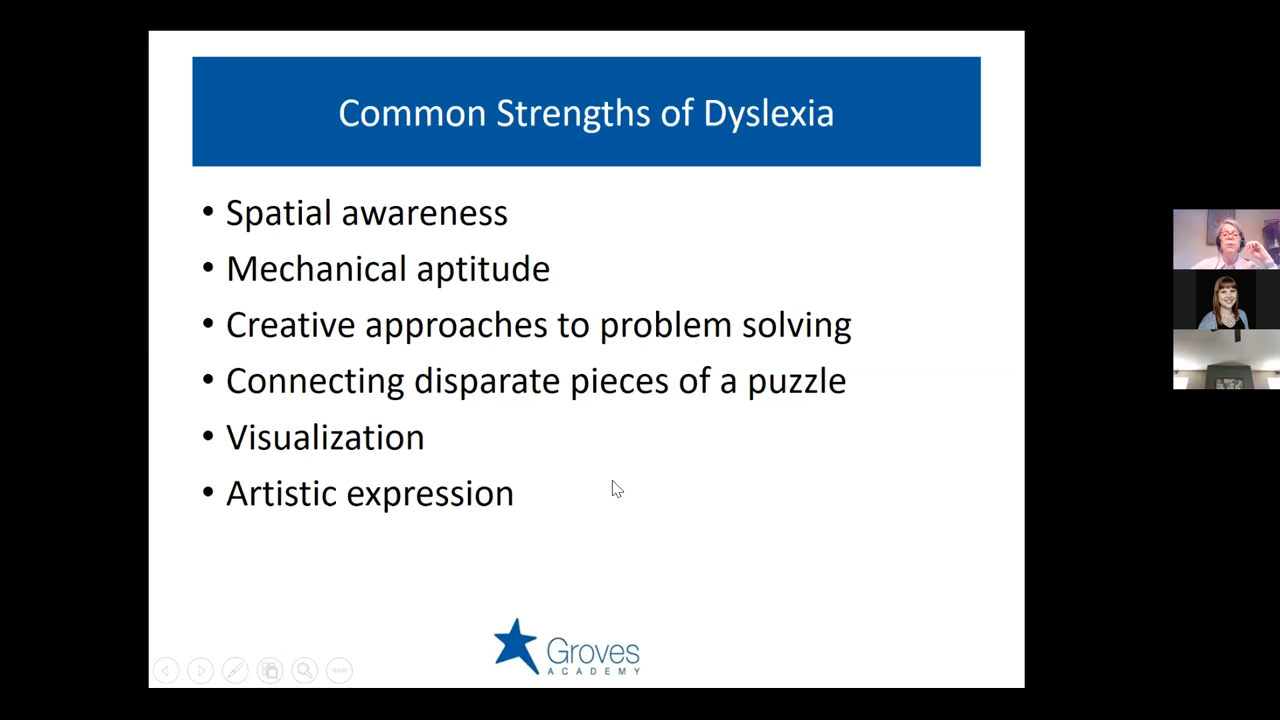 Common Strengths of Dyslexia
• Spatial awareness
• Mechanical aptitude
• Creative approaches to problem solving
• Connecting disparate pieces of a puzzle
• Visualization
• Artistic expression
Groves
ACADEMY